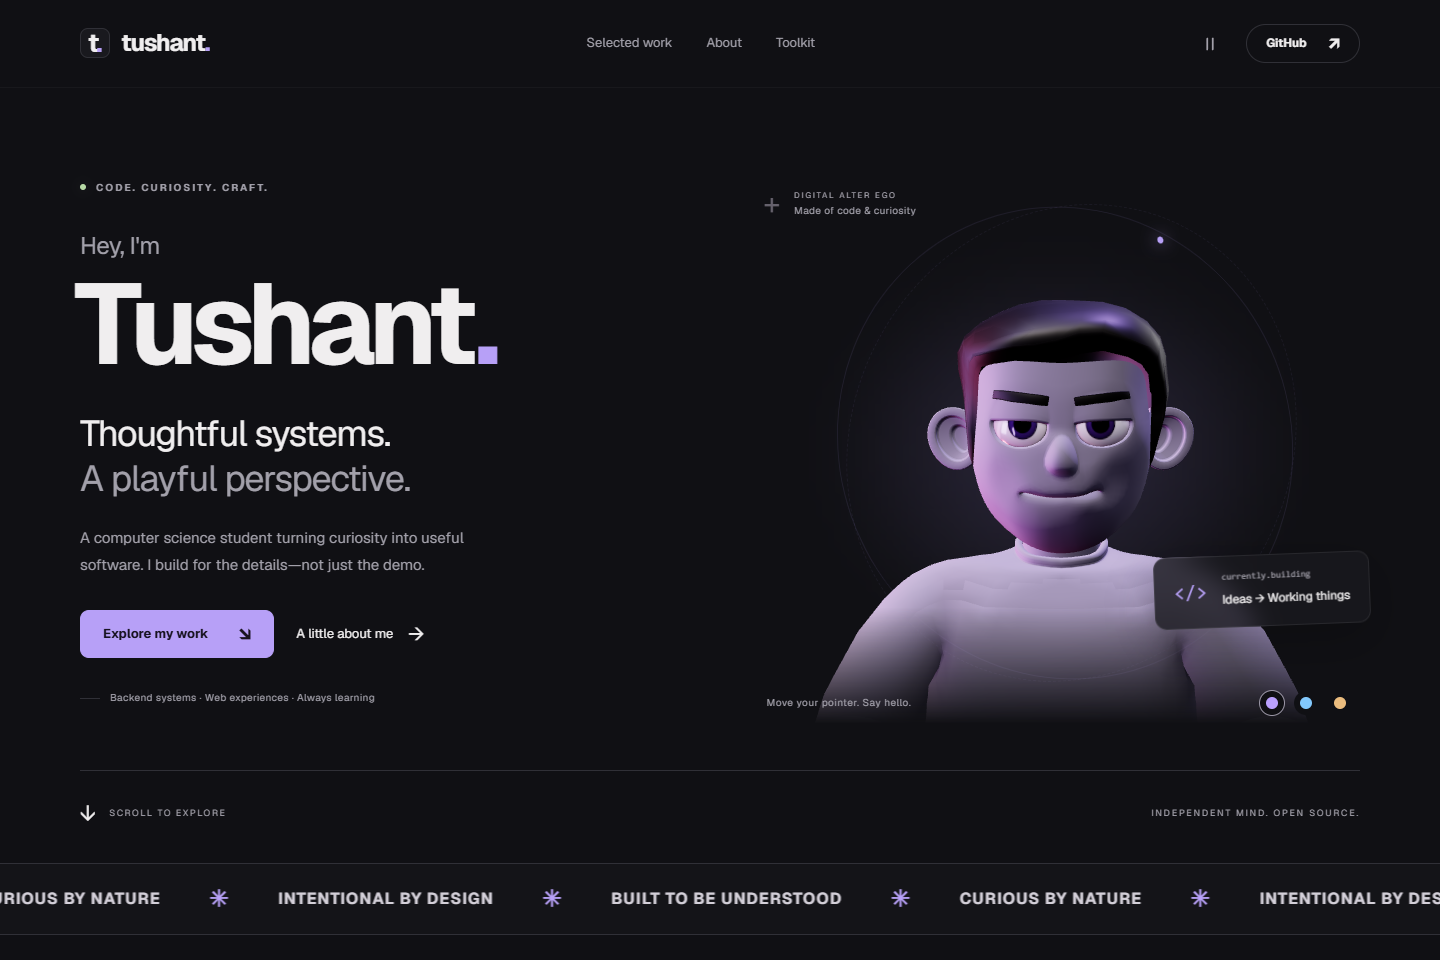 t. tushant.
Selected work
About
Toolkit
GitHub
CODE. CURIOSITY. CRAFT.
Hey, I'm
Tushant.
Thoughtful systems.
A playful perspective.
A computer science student turning curiosity into useful
software. I build for the details—not just the demo.
Explore my work
A little about me
Backend systems · Web experiences · Always learning
DIGITAL ALTER EGO
Made of code & curiosity
currently.building
</> Ideas → Working things
Move your pointer. Say hello.
SCROLL TO EXPLORE
INDEPENDENT MIND. OPEN SOURCE.
URIOUS BY NATURE ✳ INTENTIONAL BY DESIGN ✳ BUILT TO BE UNDERSTOOD ✳ CURIOUS BY NATURE ✳ INTENTIONAL BY DES